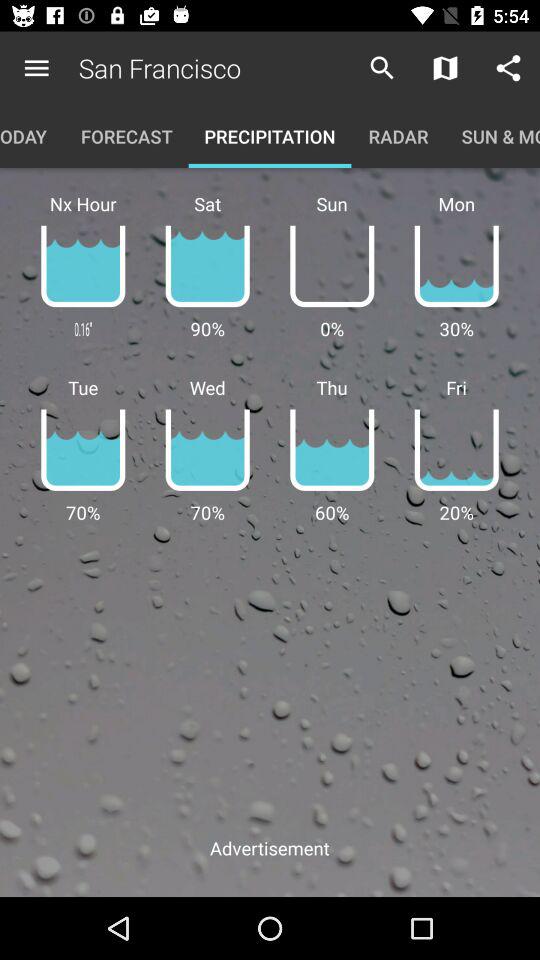 5:54
San Francisco
ODAY FORECAST PRECIPITATION RADAR SUN & MO
Nx Hour Sat Sun Mon
0.16" 90% 0% 30%
Tue Wed Thu Fri
70% 70% 60% 20%
Advertisement